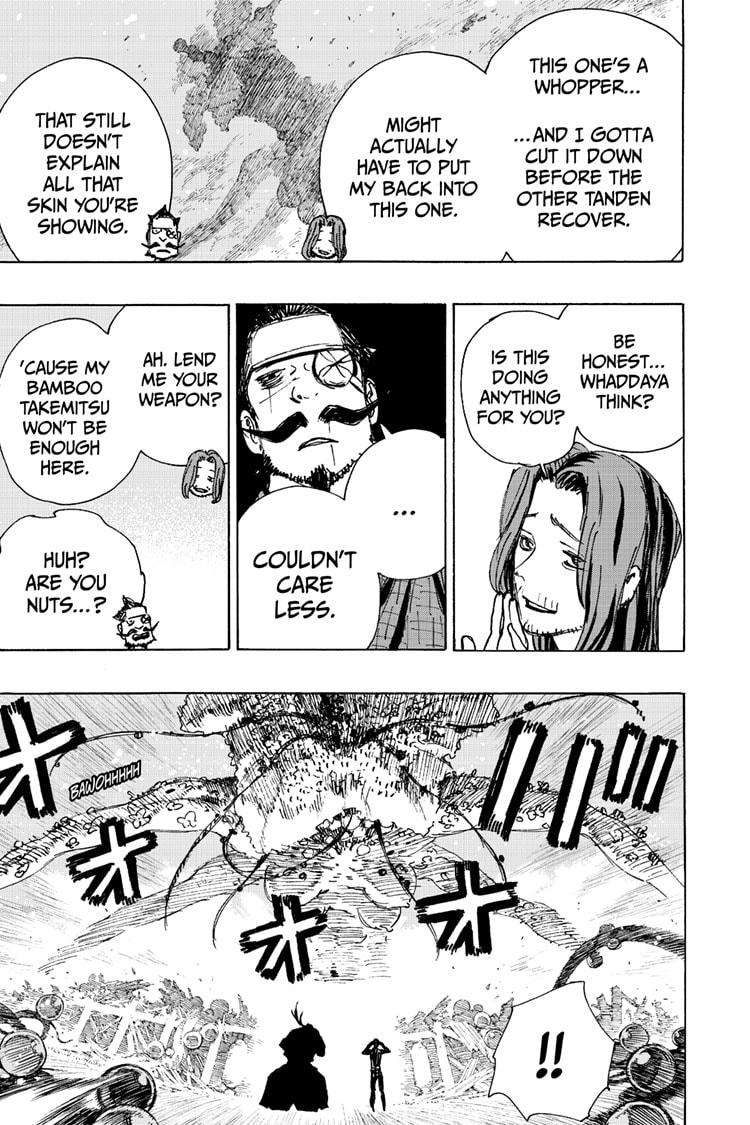 THIS ONE'S A
WHOPPER...
...AND I GOTTA
CUT IT DOWN
BEFORE THE
OTHER TANDEN
RECOVER.
MIGHT
ACTUALLY
HAVE TO PUT
MY BACK INTO
THIS ONE.
THAT STILL
DOESN'T
EXPLAIN
ALL THAT
SKIN YOU'RE
SHOWING.
BE
HONEST...
WHADDAYA
THINK?
IS THIS
DOING
ANYTHING
FOR YOU?
...
COULDN'T
CARE
LESS.
AH. LEND
ME YOUR
WEAPON?
'CAUSE MY
BAMBOO
TAKEMITSU
WON'T BE
ENOUGH
HERE.
HUH?
ARE YOU
NUTS...?
BAWOHHHHH
!!